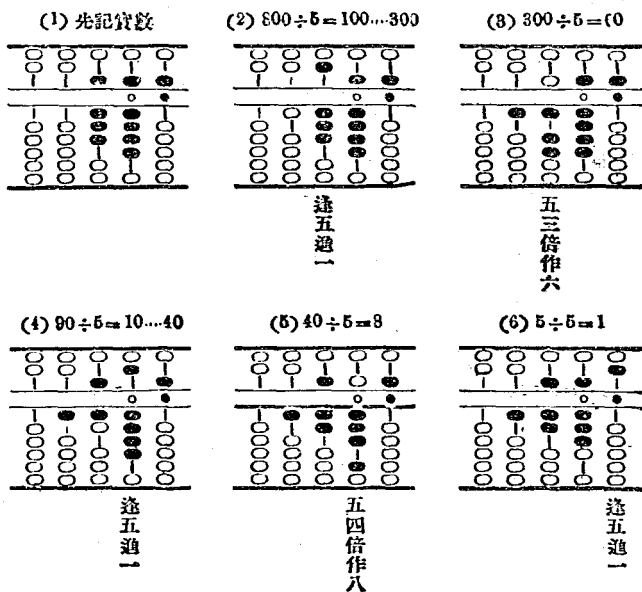 (1) 先記實數
(2) 800÷5=100…300
(3) 300÷5=60
逢五進一
五三倍作六
(4) 90÷5=10…40
(5) 40÷5=8
(6) 5÷5=1
逢五進一
五四倍作八
逢五進一